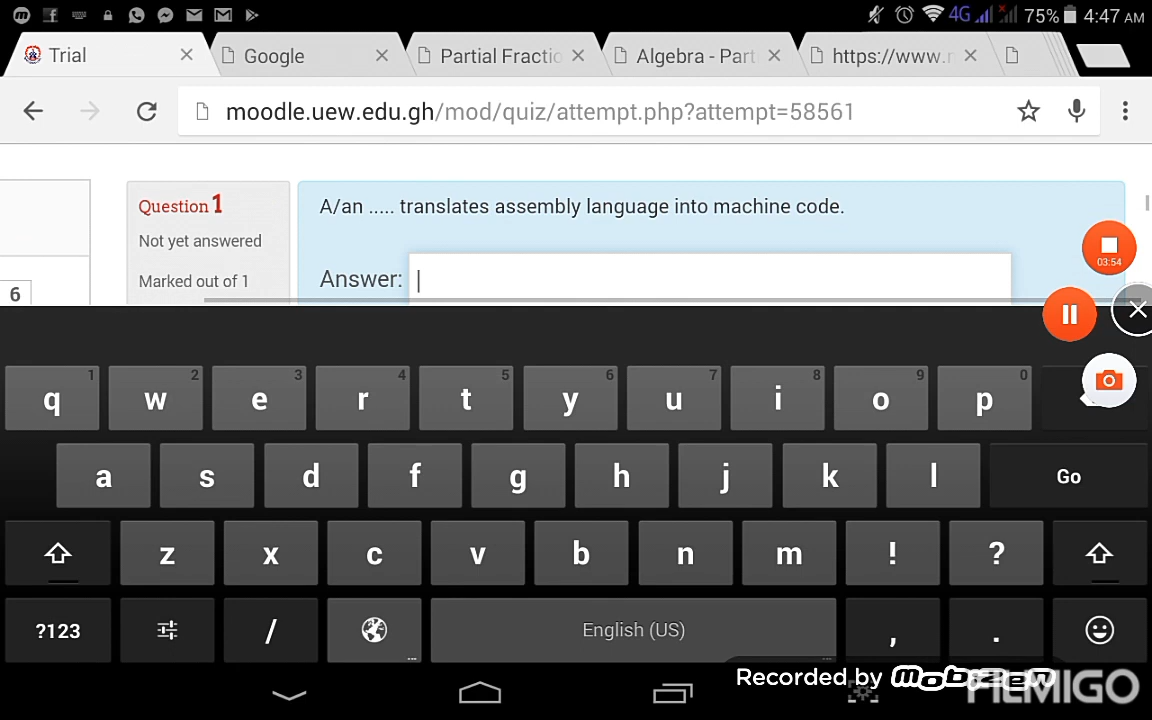 75% 4:47 AM
4G
Trial
Google
Partial Fractio
Algebra - Part
https://www.r
moodle.uew.edu.gh/mod/quiz/attempt.php?attempt=58561
Question 1
Not yet answered
Marked out of 1
6
A/an ..... translates assembly language into machine code.
Answer:
03:54
1 2 3 4 5 6 7 8 9 0
q w e r t y u i o p
a s d f g h j k l Go
z x c v b n m ! ?
?123 / English (US) , .
Recorded by mobizen
FILMIGO